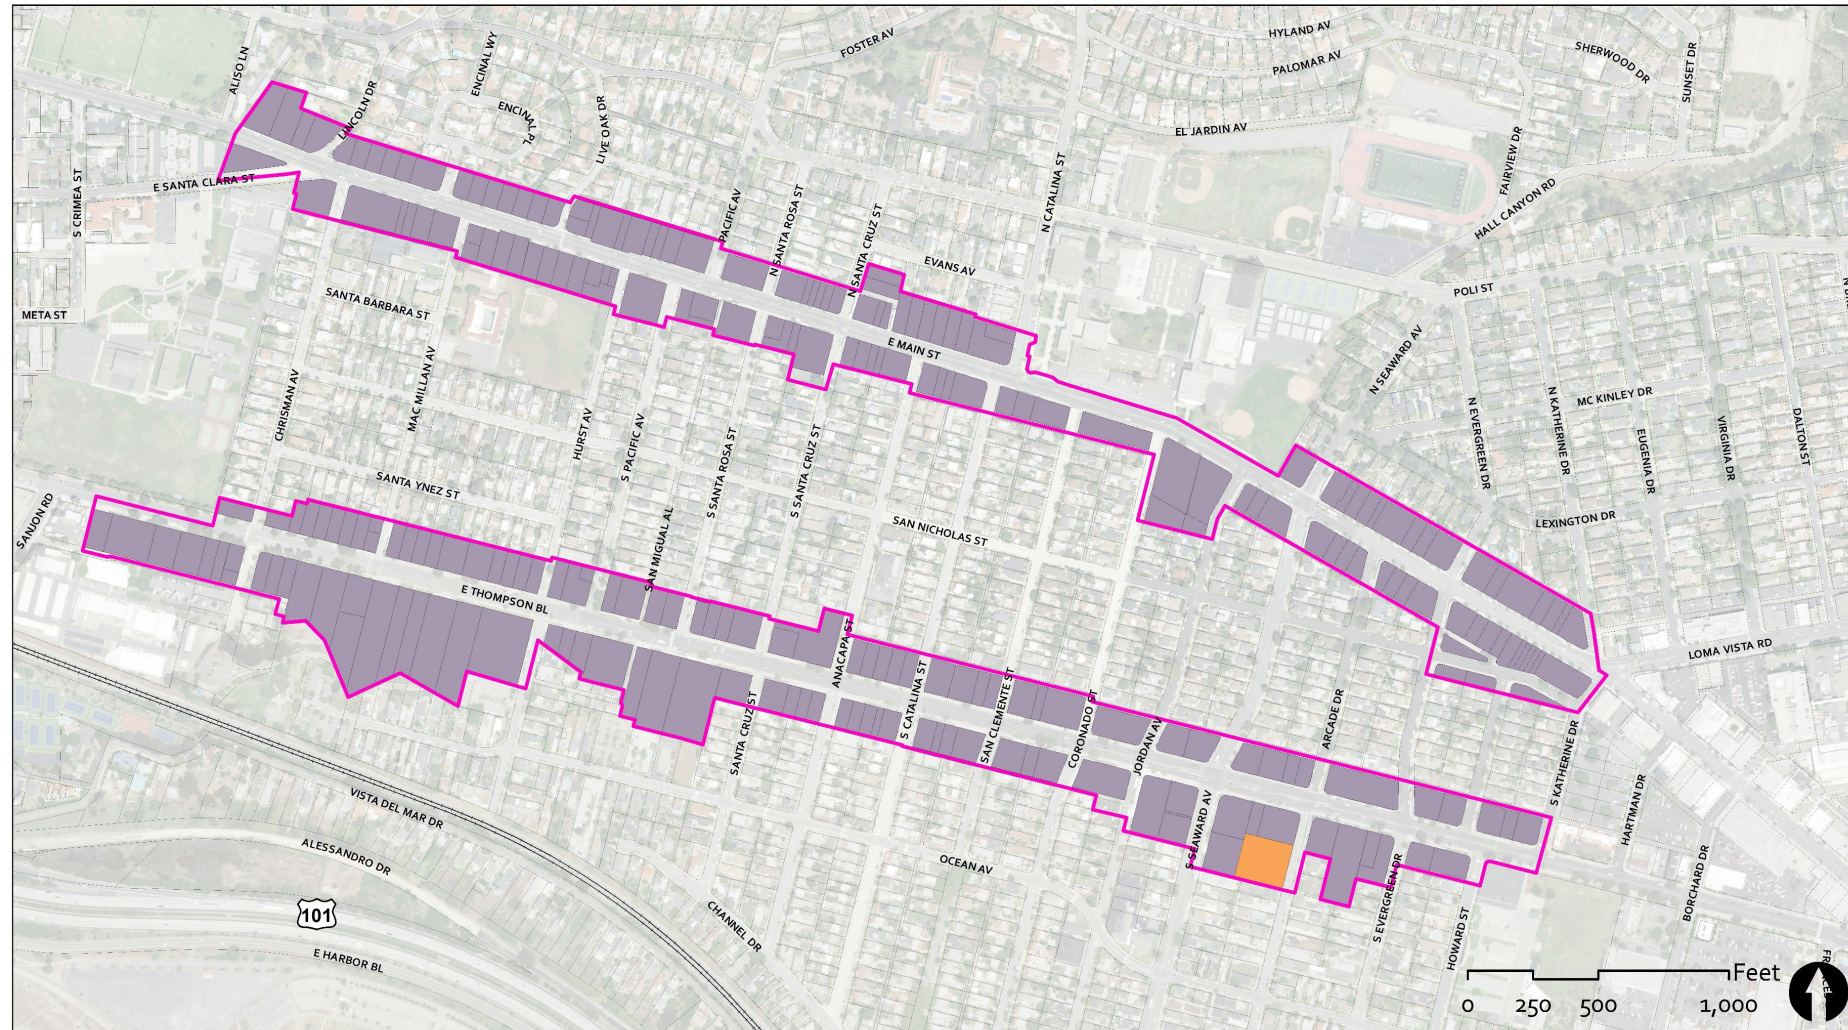 HYLAND AV
FOSTER AV
SHERWOOD DR
ENCINAL WY
PALOMAR AV
SUNSET DR
ALISO LN
LINCOLN DR
ENCINAL PL
LIVE OAK DR
EL JARDIN AV
FAIRVIEW DR
E SANTA CLARA ST
S CRIMEA ST
N CATALINA ST
HALL CANYON RD
PACIFIC AV
N SANTA ROSA ST
N SANTA CRUZ ST
EVANS AV
POLI ST
SANTA BARBARA ST
META ST
E MAIN ST
N SEAWARD AV
MAC MILLAN AV
CHRISMAN AV
MC KINLEY DR
HURST AV
S PACIFIC AV
S SANTA ROSA ST
S SANTA CRUZ ST
N EVERGREEN DR
N KATHERINE DR
EUGENIA DR
VIRGINIA DR
DALTON ST
SANTA YNEZ ST
SANJON RD
SAN NICHOLAS ST
LEXINGTON DR
SAN MIGUAL AL
E THOMPSON BL
ANACAPA ST
LOMA VISTA RD
S CATALINA ST
SAN CLEMENTE ST
CORONADO ST
JORDAN AV
ARCADE DR
SANTA CRUZ ST
S KATHERINE DR
HARTMAN DR
VISTA DEL MAR DR
S SEAWARD AV
ALESSANDRO DR
OCEAN AV
BORCHARD DR
S EVERGREEN DR
101
CHANNEL DR
HOWARD ST
E HARBOR BL
Feet
0 250 500 1,000